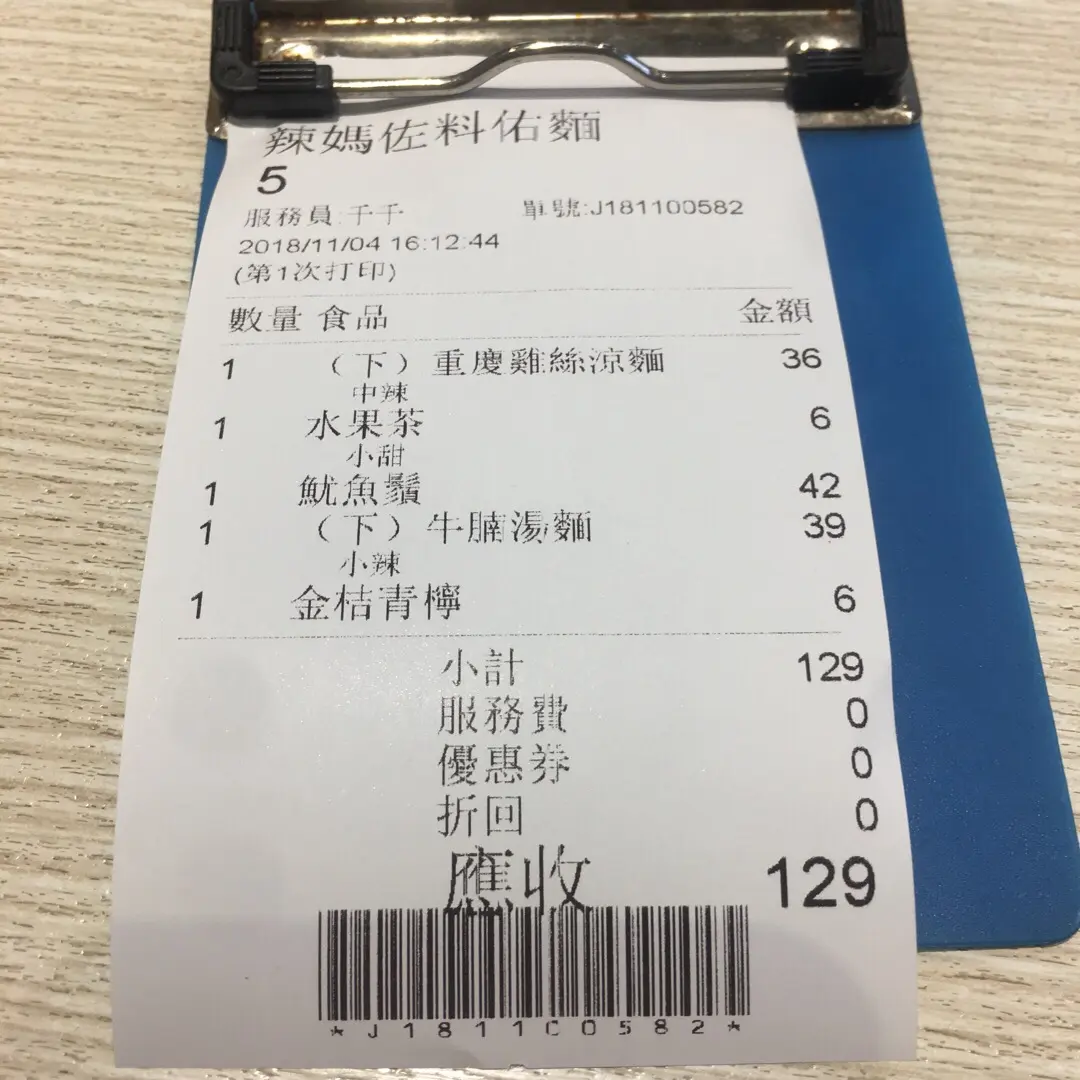 辣媽佐料佑麵
5
服務員:千千 單號:J181100582
2018/11/04 16:12:44
(第1次打印)
數量 食品 金額
1 （下）重慶雞絲涼麵 36
中辣
1 水果茶 6
小甜
1 魷魚鬚 42
1 （下）牛腩湯麵 39
小辣
1 金桔青檸 6
小計 129
服務費 0
優惠券 0
折回 0
應收 129
*J181100582*